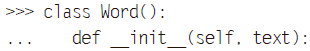 >>> class Word():
...    def __init__(self, text):